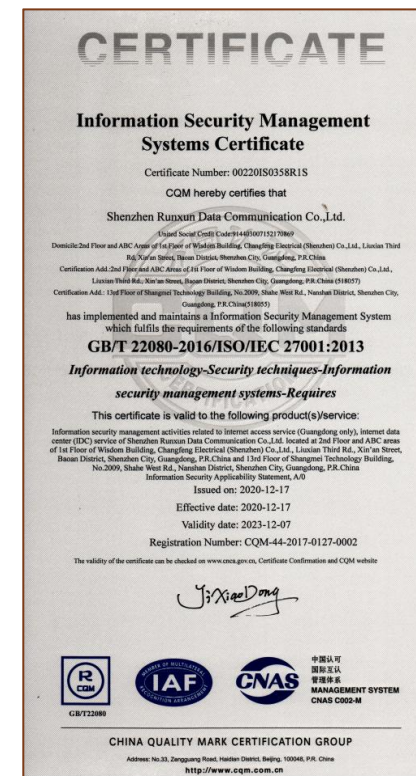 CERTIFICATE
Information Security Management
Systems Certificate
Certificate Number: 00220IS0358R1S
CQM hereby certifies that
Shenzhen Runxun Data Communication Co.,Ltd.
United Social Credit Code:914403007152170869
Domicile:2nd Floor and ABC Areas of 1st Floor of Wisdom Building, Changfeng Electrical (Shenzhen) Co.,Ltd., Liuxian Third
Rd, Xin'an Street, Baoan District, Shenzhen City, Guangdong, P.R.China
Certification Add.:2nd Floor and ABC Areas of 1st Floor of Wisdom Building, Changfeng Electrical (Shenzhen) Co.,Ltd.,
Liuxian Third Rd., Xin'an Street, Baoan District, Shenzhen City, Guangdong, P.R.China (518057)
Certification Add.: 13rd Floor of Shangmei Technology Building, No.2009, Shahe West Rd., Nanshan District, Shenzhen City,
Guangdong, P.R.China(518055)
has implemented and maintains a Information Security Management System
which fulfils the requirements of the following standards
GB/T 22080-2016/ISO/IEC 27001:2013
Information technology-Security techniques-Information
security management systems-Requires
This certificate is valid to the following product(s)/service:
Information security management activities related to internet access service (Guangdong only), internet data
center (IDC) service of Shenzhen Runxun Data Communication Co.,Ltd. located at 2nd Floor and ABC areas
of 1st Floor of Wisdom Building, Changfeng Electrical (Shenzhen) Co.,Ltd., Liuxian Third Rd., Xin'an Street,
Baoan District, Shenzhen City, Guangdong, P.R.China and 13rd Floor of Shangmei Technology Building,
No.2009, Shahe West Rd., Nanshan District, Shenzhen City, Guangdong, P.R.China
Information Security Applicability Statement, A/0
Issued on: 2020-12-17
Effective date: 2020-12-17
Validity date: 2023-12-07
Registration Number: CQM-44-2017-0127-0002
The validity of the certificate can be checked on www.cnca.gov.cn, Certificate Confirmation and CQM website
Ji XiaoDong
R
CQM
GB/T22080
MEMBER OF MULTILATERAL
IAF
RECOGNITION ARRANGEMENT
CNAS
中国认可
国际互认
管理体系
MANAGEMENT SYSTEM
CNAS C002-M
CHINA QUALITY MARK CERTIFICATION GROUP
Address: No.33, Zengguang Road, Haidian District, Beijing, 100048, P.R. China
http://www.cqm.com.cn